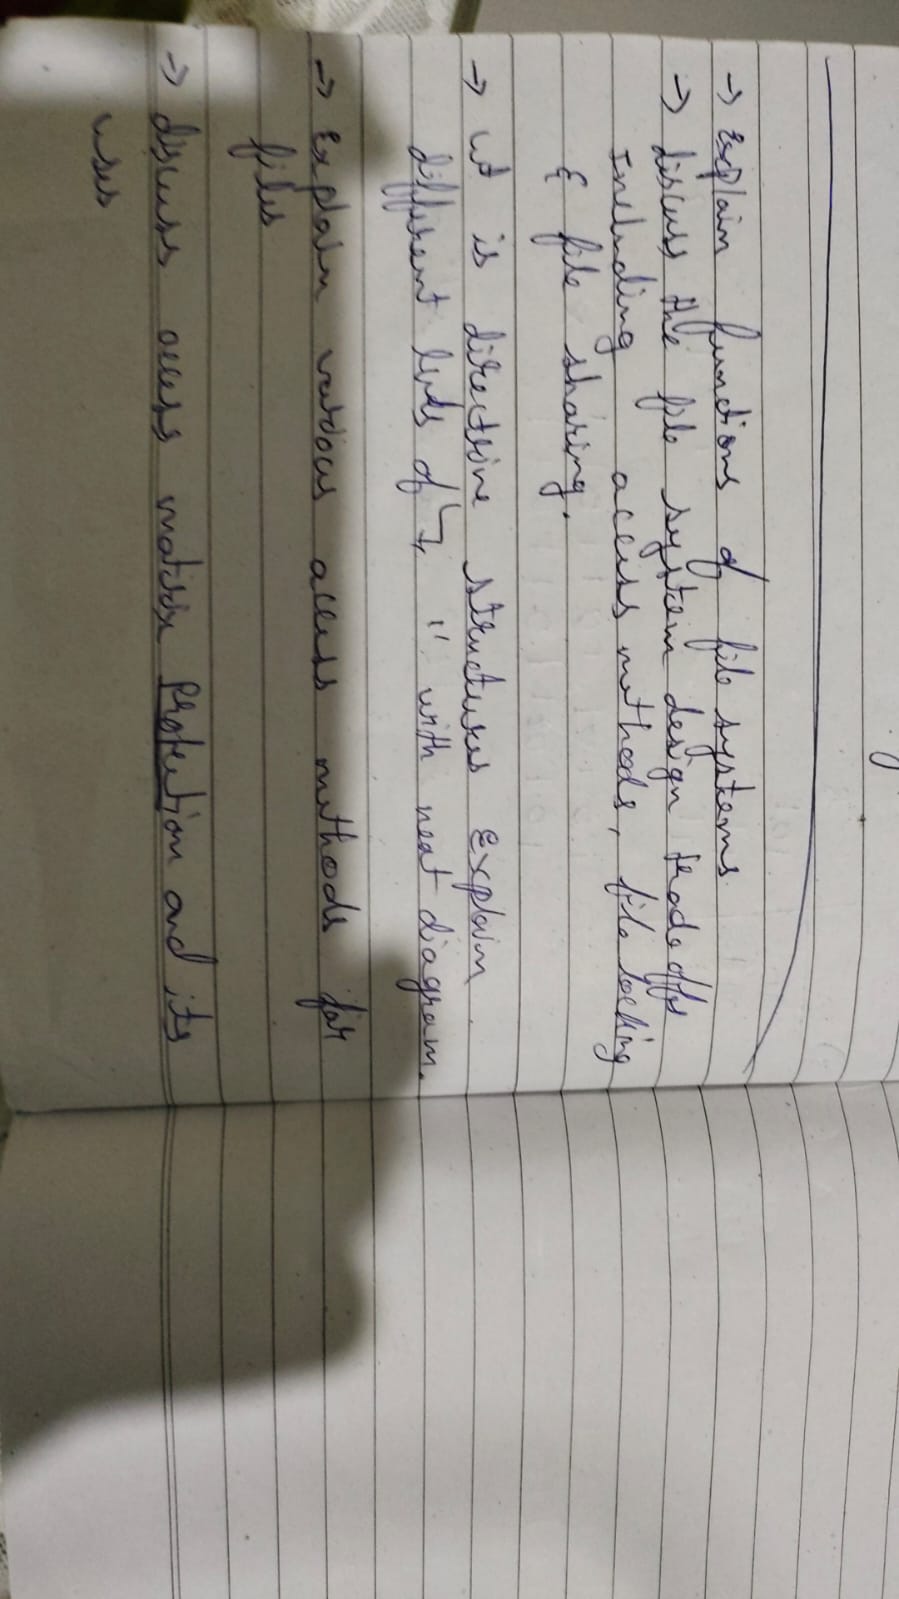 → Explain functions of file systems
→ discuss the file system design trade offs
Including access methods, file locking
& file sharing.
→ wt is directrive structures Explain
different lvds of ↳ " with neat diagram.
→ Explain various access methods for
files
→ discuss access matrix Protection and its
uses